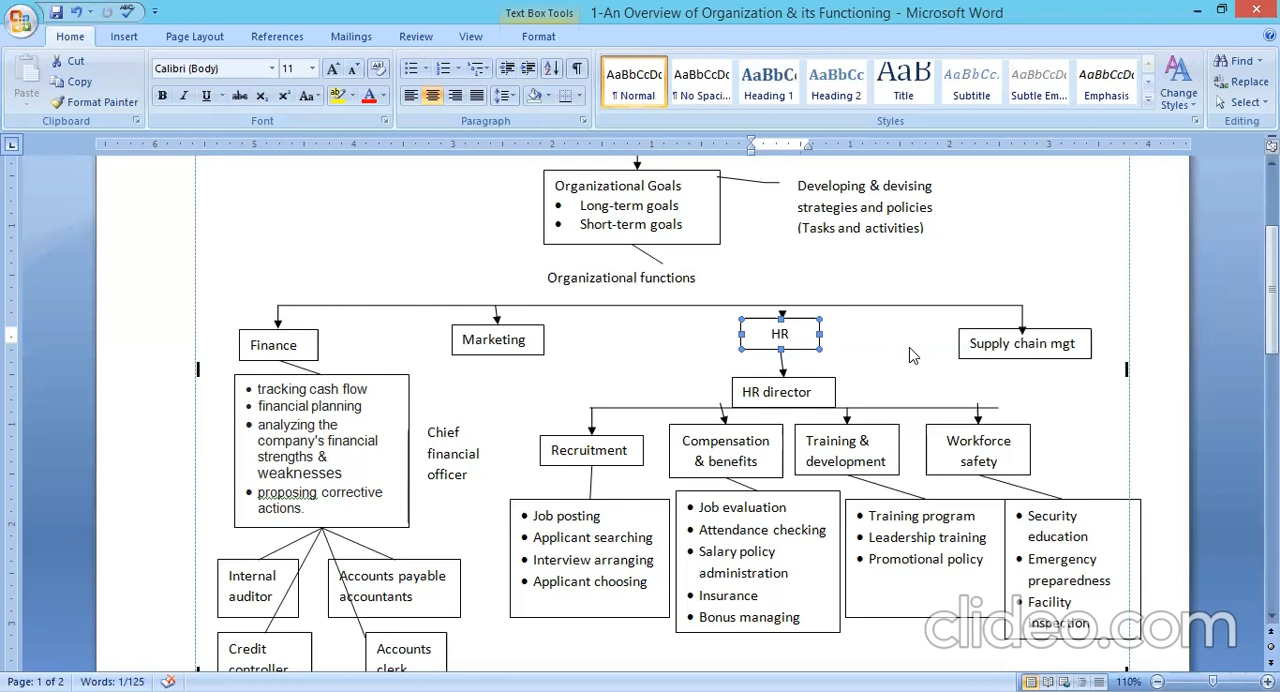 Text Box Tools
1-An Overview of Organization & its Functioning - Microsoft Word
Home Insert Page Layout References Mailings Review View Format
Paste
Cut
Copy
Format Painter
Clipboard
Calibri (Body) 11
Font
Paragraph
AaBbCcDc AaBbCcDc AaBbCc AaBbCc AaB AaBbCc. AaBbCcDc AaBbCcDc
¶ Normal ¶ No Spaci... Heading 1 Heading 2 Title Subtitle Subtle Em... Emphasis
Change
Styles
Styles
Find
Replace
Select
Editing
Organizational Goals
• Long-term goals
• Short-term goals
Developing & devising
strategies and policies
(Tasks and activities)
Organizational functions
Finance
Marketing
HR
Supply chain mgt
• tracking cash flow
• financial planning
• analyzing the
company's financial
strengths &
weaknesses
• proposing corrective
actions.
Chief
financial
officer
HR director
Recruitment
Compensation
& benefits
Training &
development
Workforce
safety
• Job posting
• Applicant searching
• Interview arranging
• Applicant choosing
• Job evaluation
• Attendance checking
• Salary policy
administration
• Insurance
• Bonus managing
• Training program
• Leadership training
• Promotional policy
• Security
education
• Emergency
preparedness
• Facility
inspection
Internal
auditor
Accounts payable
accountants
Credit
controller
Accounts
clerk
clideo.com
Page: 1 of 2 Words: 1/125
110%